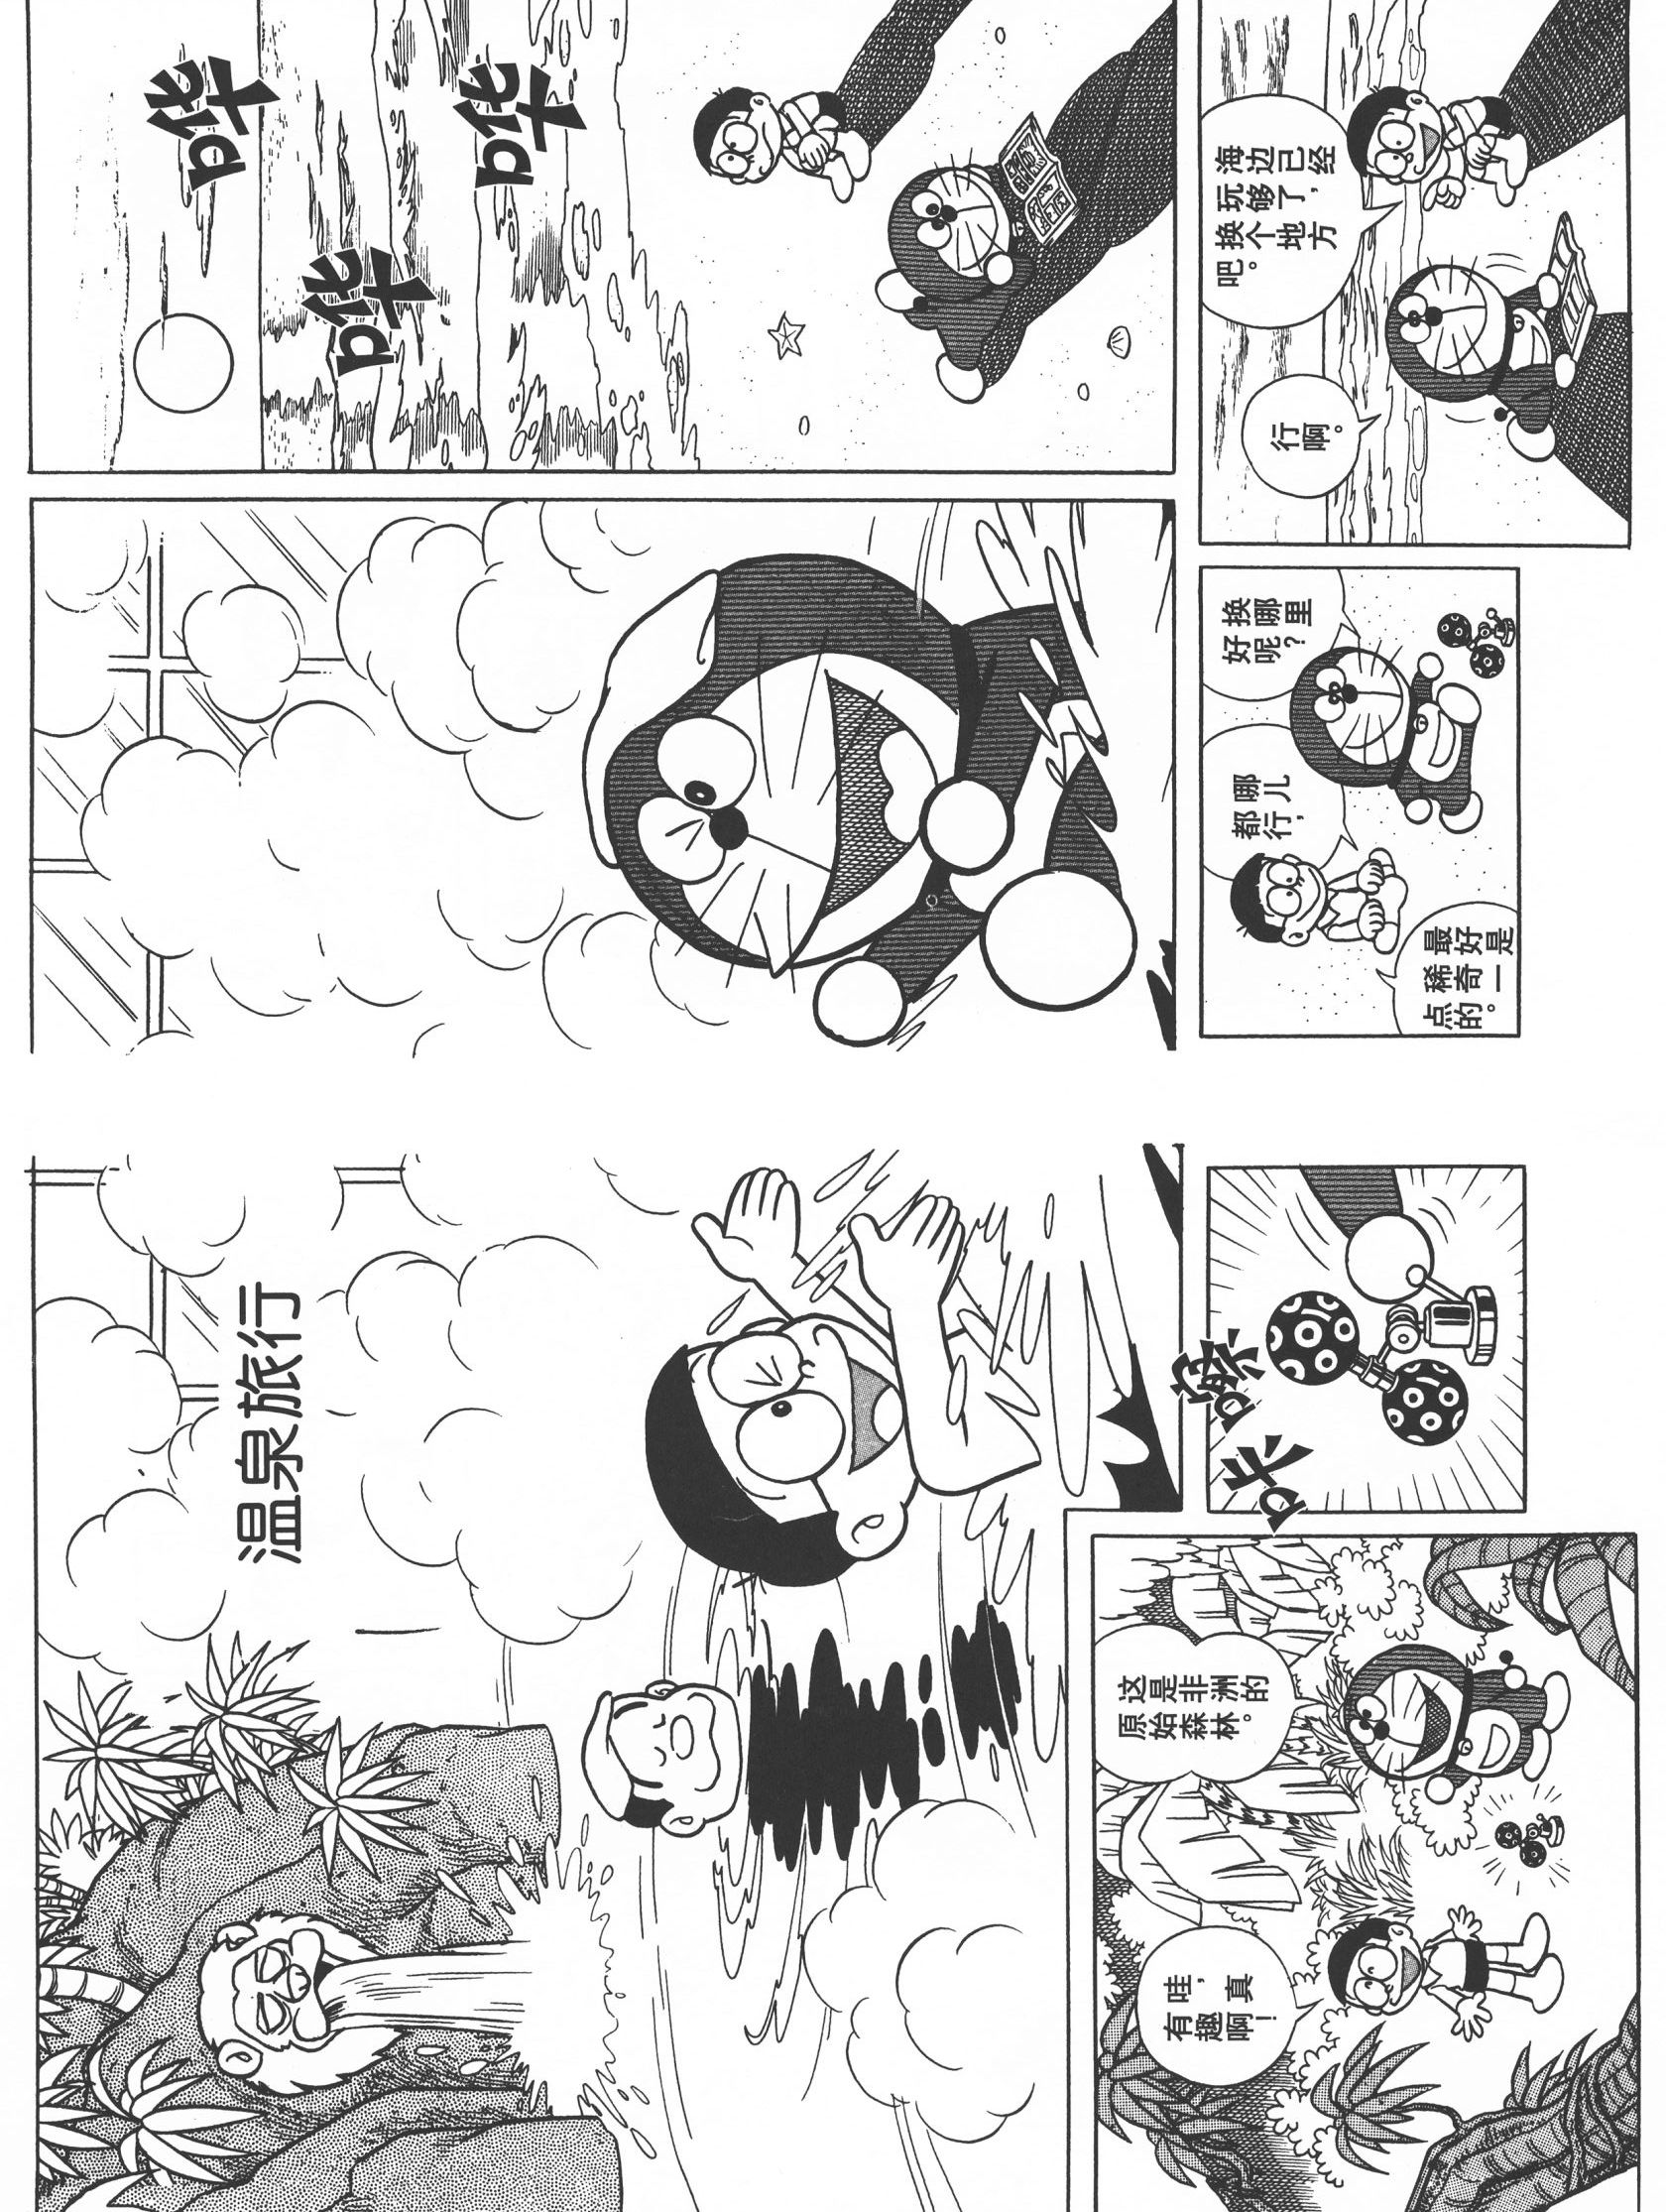 哗
哗
哗
温泉旅行
海边已经
玩够了，
换个地方
吧。
行啊。
换哪里
好呢？
哪儿
都行，
最好是
稀奇一
点的。
咔嚓
这是非洲的
原始森林。
哇，真
有趣啊！